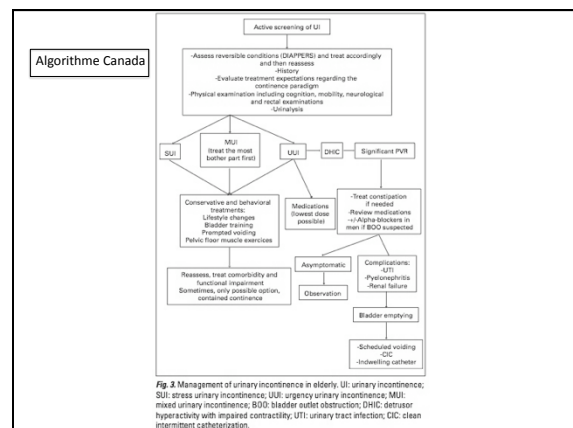 Algorithme Canada
Active screening of UI
-Assess reversible conditions (DIAPPERS) and treat accordingly
and then reassess
-History
-Evaluate treatment expectations regarding the
continence paradigm
-Physical examination including cognition, mobility, neurological
and rectal examinations
-Urinalysis
SUI
MUI
(treat the most
bother part first)
UUI
DHIC
Significant PVR
Conservative and behavioral
treatments:
Lifestyle changes
Bladder training
Prompted voiding
Pelvic floor muscle exercices
Medications
(lowest dose
possible)
-Treat constipation
if needed
-Review medications
-+/-Alpha-blockers in
men if BOO suspected
Reassess, treat comorbidity and
functional impairment
Sometimes, only possible option,
contained continence
Asymptomatic
Observation
Complications:
-UTI
-Pyelonephritis
-Renal failure
Bladder emptying
-Scheduled voiding
-CIC
-Indwelling catheter
Fig. 3. Management of urinary incontinence in elderly. UI: urinary incontinence;
SUI: stress urinary incontinence; UUI: urgency urinary incontinence; MUI:
mixed urinary incontinence; BOO: bladder outlet obstruction; DHIC: detrusor
hyperactivity with impaired contractility; UTI: urinary tract infection; CIC: clean
intermittent catheterization.